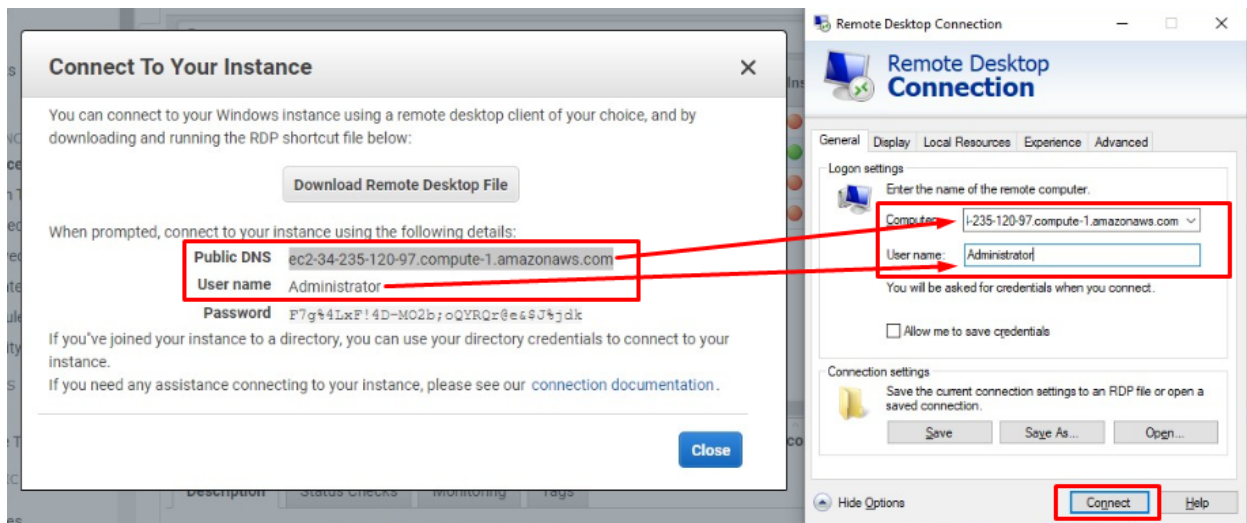 Connect To Your Instance
You can connect to your Windows instance using a remote desktop client of your choice, and by
downloading and running the RDP shortcut file below:
Download Remote Desktop File
When prompted, connect to your instance using the following details:
Public DNS ec2-34-235-120-97.compute-1.amazonaws.com
User name Administrator
Password F7g%4LxF!4D-MO2b;oQYRQr@e&$J%jdk
If you've joined your instance to a directory, you can use your directory credentials to connect to your
instance.
If you need any assistance connecting to your instance, please see our connection documentation.
Close
Description Status Checks Monitoring Tags
Remote Desktop Connection
Remote Desktop
Connection
General Display Local Resources Experience Advanced
Logon settings
Enter the name of the remote computer.
Computer: -235-120-97.compute-1.amazonaws.com
User name: Administrator
You will be asked for credentials when you connect.
Allow me to save credentials
Connection settings
Save the current connection settings to an RDP file or open a
saved connection.
Save Save As... Open...
Hide Options Connect Help